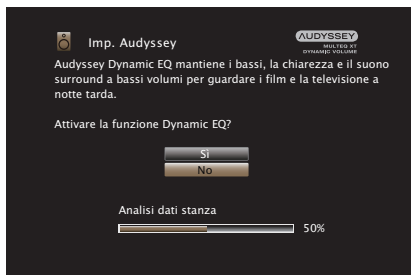 Imp. Audyssey
AUDYSSEY
MULTEQ XT
DYNAMIC VOLUME
Audyssey Dynamic EQ mantiene i bassi, la chiarezza e il suono
surround a bassi volumi per guardare i film e la televisione a
notte tarda.
Attivare la funzione Dynamic EQ?
Sì
No
Analisi dati stanza
50%